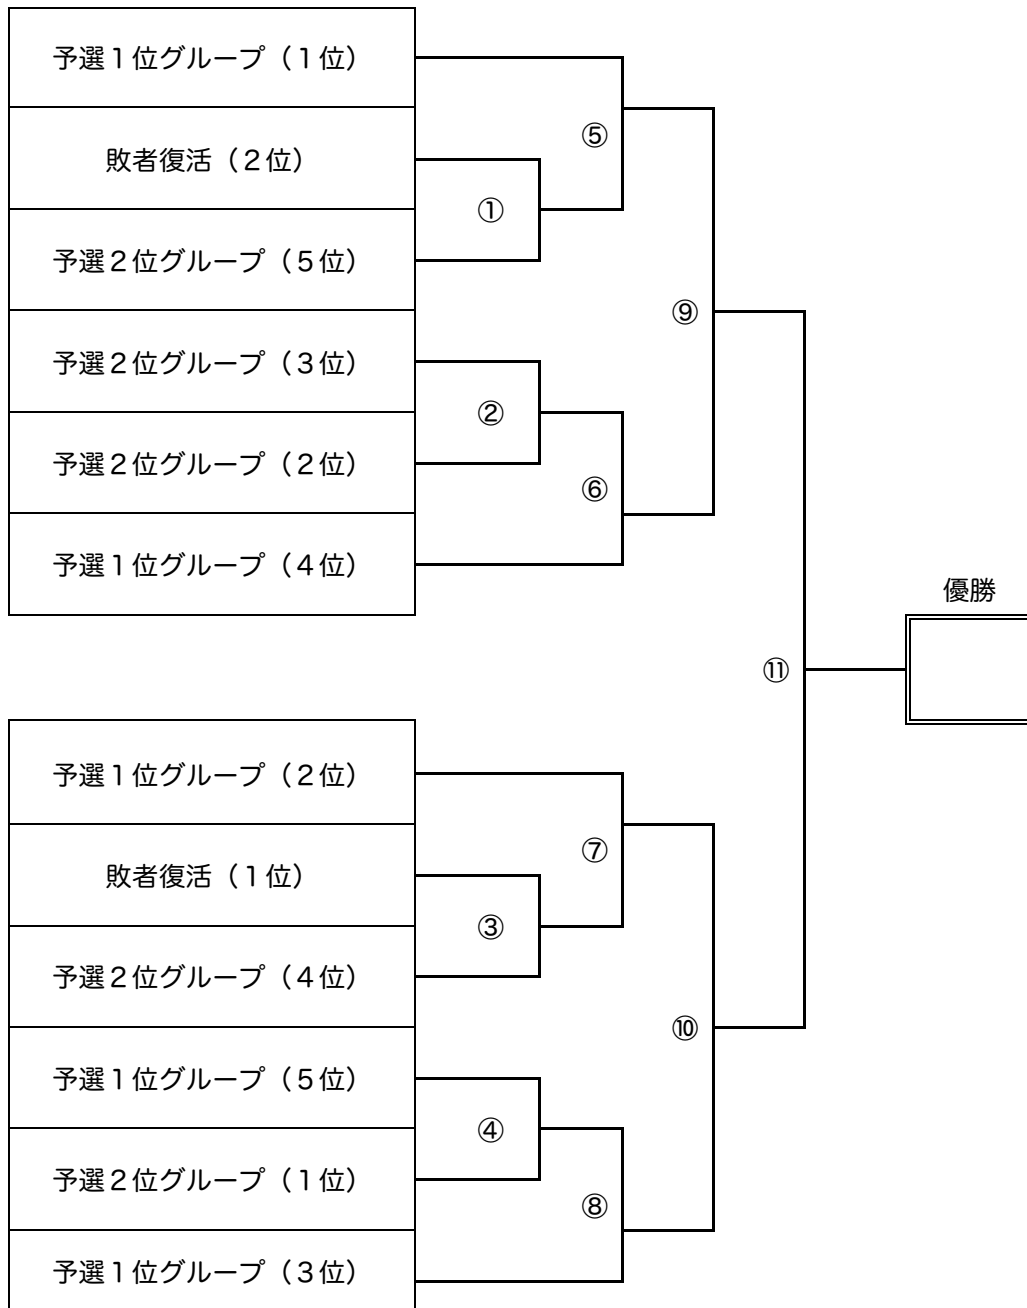 予選１位グループ（１位）
敗者復活（２位）
⑤
①
予選２位グループ（５位）
⑨
予選２位グループ（３位）
②
予選２位グループ（２位）
⑥
予選１位グループ（４位）
優勝
⑪
予選１位グループ（２位）
⑦
敗者復活（１位）
③
予選２位グループ（４位）
⑩
予選１位グループ（５位）
④
予選２位グループ（１位）
⑧
予選１位グループ（３位）